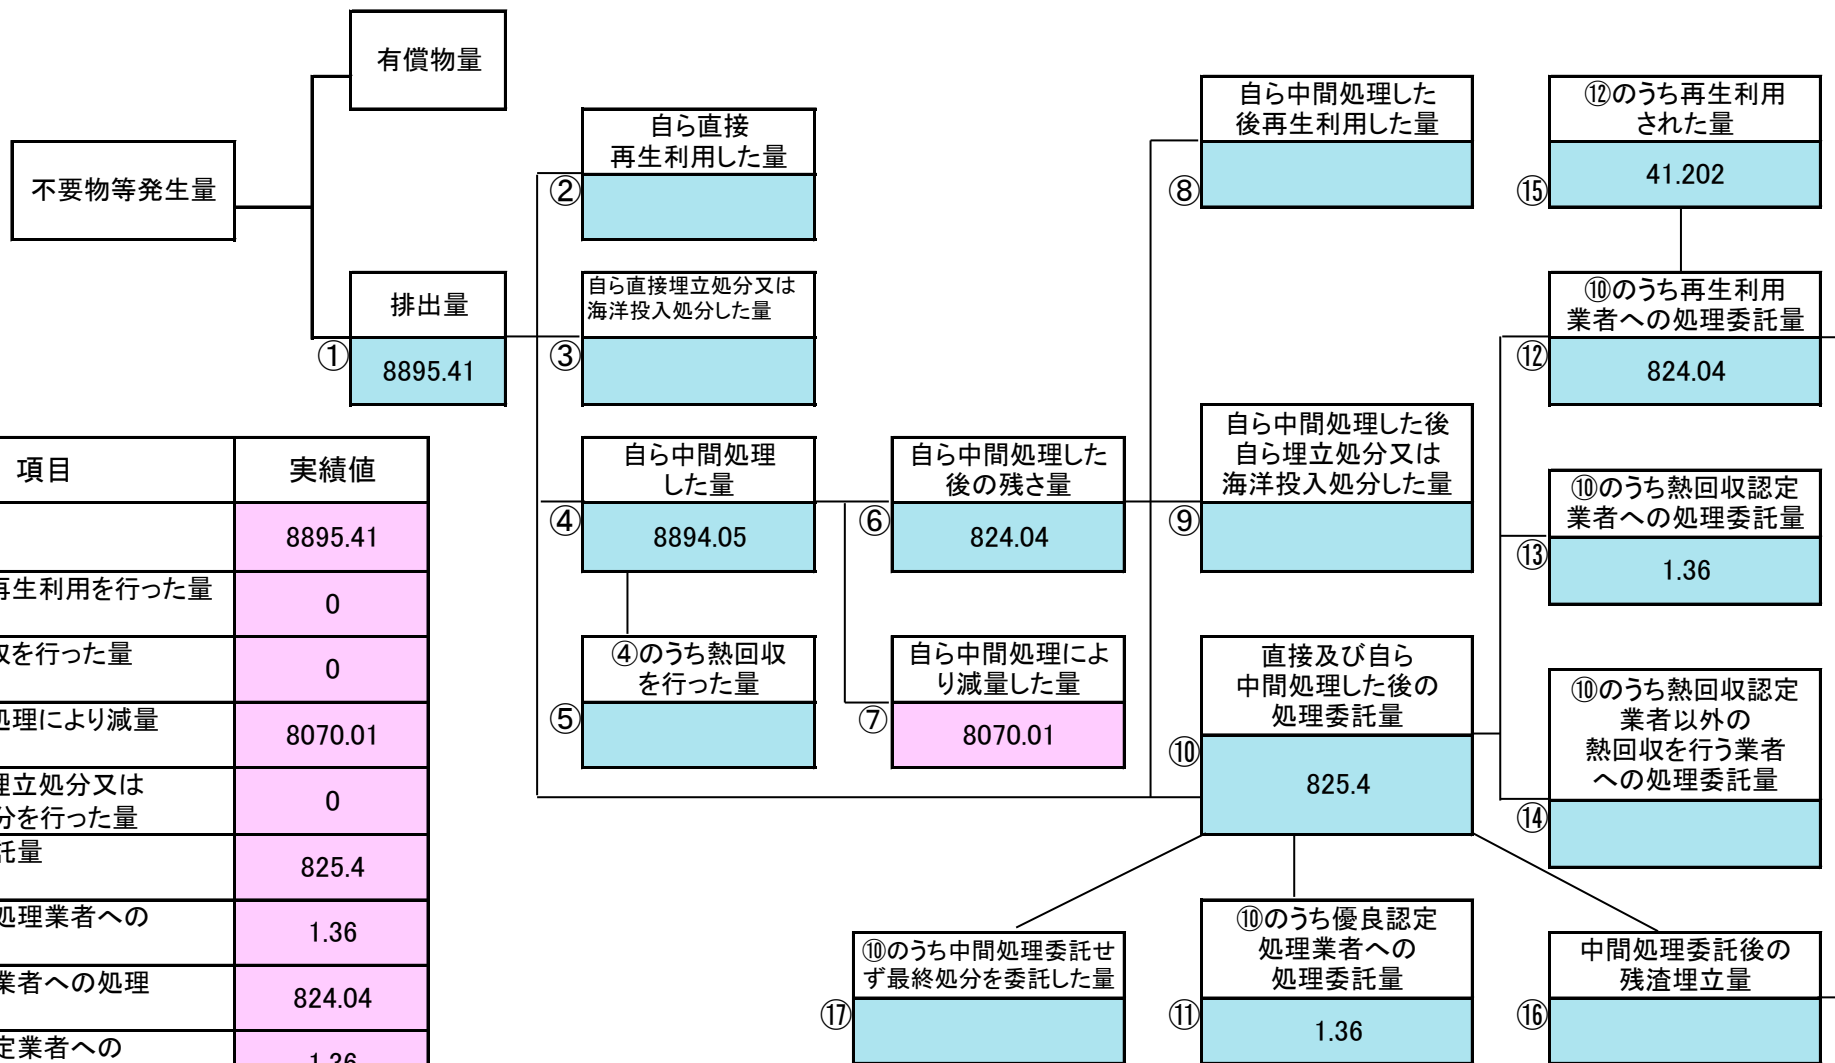 有償物量
不要物等発生量
排出量
①
8895.41
自ら直接
再生利用した量
②
自ら直接埋立処分又は
海洋投入処分した量
③
自ら中間処理
した量
④
8894.05
④のうち熱回収
を行った量
⑤
自ら中間処理した
後の残さ量
⑥
824.04
自ら中間処理によ
り減量した量
⑦
8070.01
自ら中間処理した
後再生利用した量
⑧
自ら中間処理した後
自ら埋立処分又は
海洋投入処分した量
⑨
直接及び自ら
中間処理した後の
処理委託量
⑩
825.4
⑫のうち再生利用
された量
⑮
41.202
⑩のうち再生利用
業者への処理委託量
⑫
824.04
⑩のうち熱回収認定
業者への処理委託量
⑬
1.36
⑩のうち熱回収認定
業者以外の
熱回収を行う業者
への処理委託量
⑭
⑩のうち中間処理委託せ
ず最終処分を委託した量
⑰
⑩のうち優良認定
処理業者への
処理委託量
⑪
1.36
中間処理委託後の
残渣埋立量
⑯
項目 実績値
8895.41
再生利用を行った量 0
収を行った量 0
処理により減量 8070.01
埋立処分又は
分を行った量 0
託量 825.4
処理業者への 1.36
業者への処理 824.04
定業者への 1.36